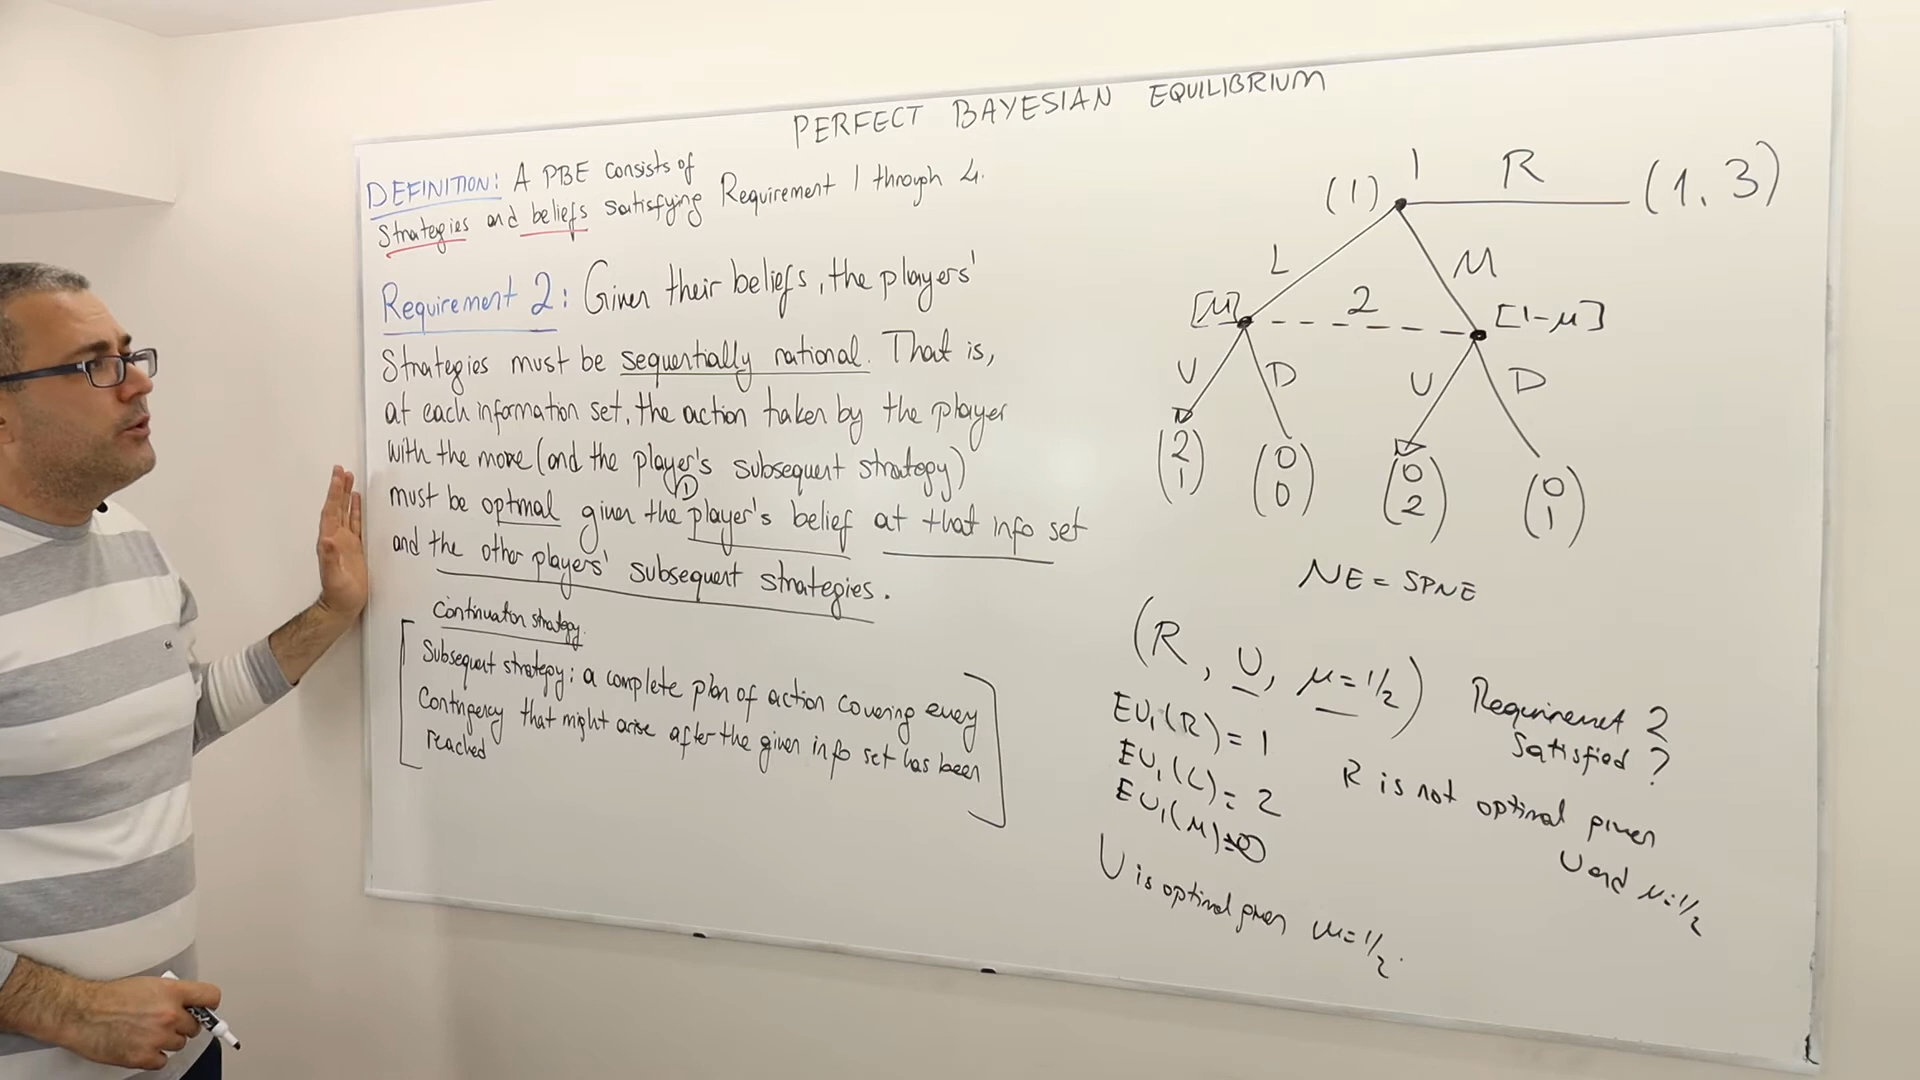 PERFECT BAYESIAN EQUILIBRIUM
DEFINITION: A PBE consists of
strategies and beliefs satisfying Requirement 1 through 4.
Requirement 2: Given their beliefs, the players'
Strategies must be sequentially rational. That is,
at each information set, the action taken by the player
with the move (and the player's subsequent strategy)
must be optimal given the player's belief at that info set
and the other players' subsequent strategies.
①
Continuation strategy.
Subsequent strategy: a complete plan of action covering every
Contingency that might arise after the given info set has been
reached
(1) 1 R (1, 3)
L M
[μ] 2 [1-μ]
U D U D
(2 1) (0 0) (0 2) (0 1)
NE = SPNE
(R, U, μ=1/2)
Requirement 2
Satisfied?
EU₁(R) = 1
EU₁(L) = 2
EU₁(M) = 0
R is not optimal given
U and μ=1/2
U is optimal given μ=1/2.